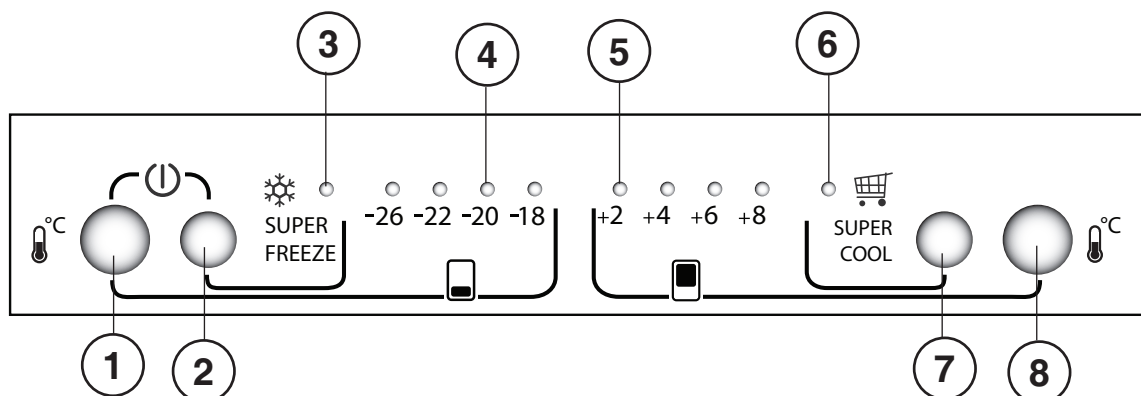 3 4 5 6
°C -26 -22 -20 -18 +2 +4 +6 +8 °C
SUPER
FREEZE
SUPER
COOL
1 2 7 8